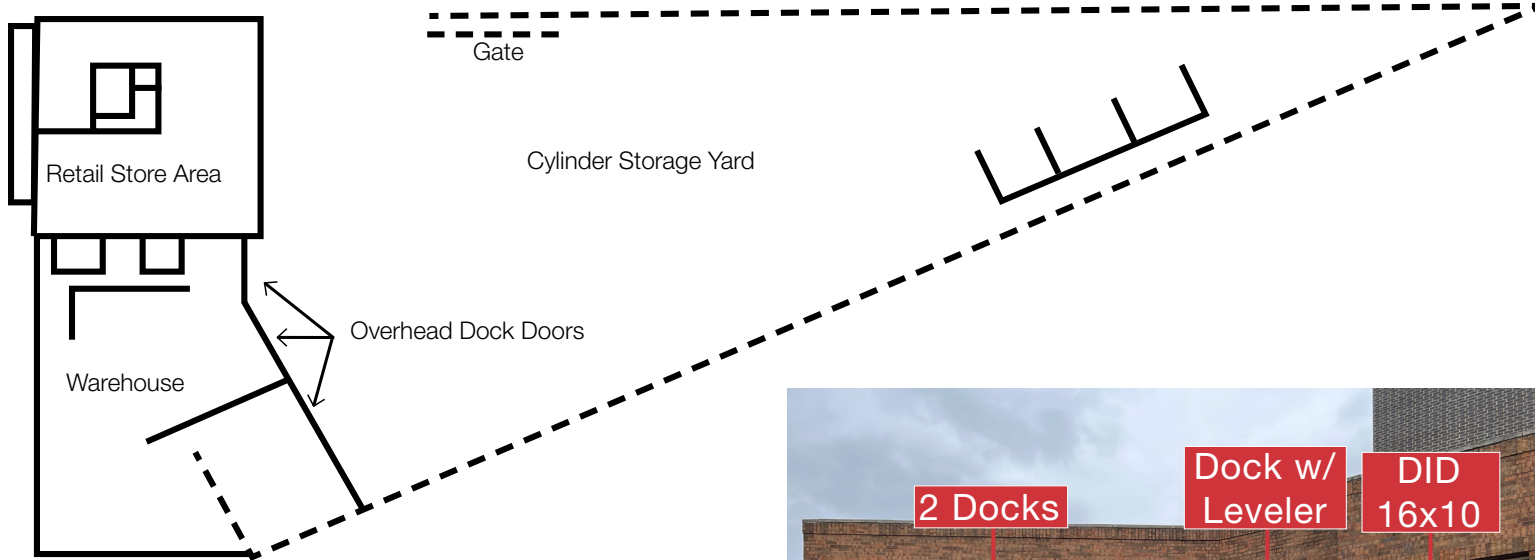 Gate
Cylinder Storage Yard
Retail Store Area
Overhead Dock Doors
Warehouse
2 Docks
Dock w/
Leveler
DID
16x10